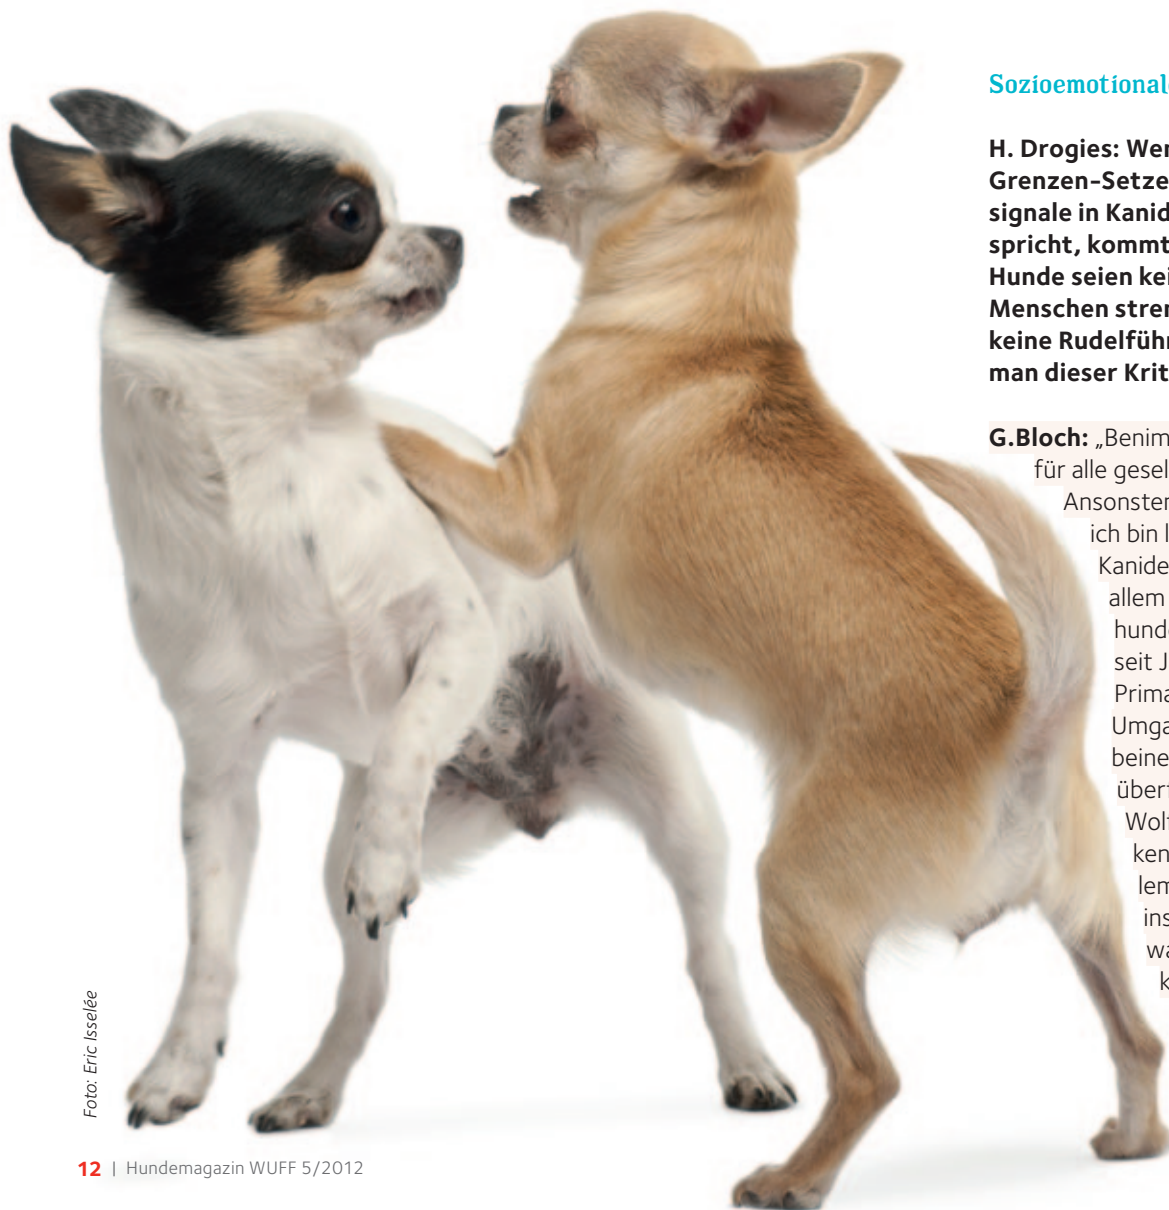 Sozioemotional
H. Drogies: Wer
Grenzen-Setze
signale in Kanid
spricht, kommt
Hunde seien kei
Menschen stren
keine Rudelführ
man dieser Krit
G.Bloch: „Benim
für alle gesel
Ansonsten
ich bin l
Kanide
allem
hund
seit J
Prima
Umga
beine
über
Wol
ken
lem
ins
wa
k
Foto: Eric Isselée
12 | Hundemagazin WUFF 5/2012